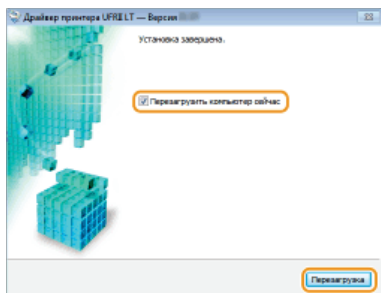 Драйвер принтера UFRII LT — Версия
Установка завершена.
Перезагрузить компьютер сейчас
Перезагрузка